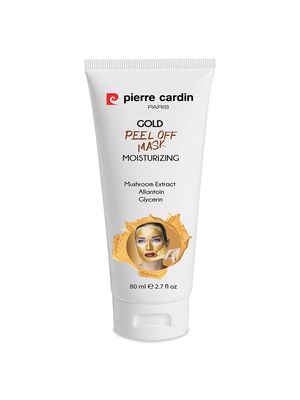 pierre cardin
PARIS
GOLD
PEEL OFF
MASK
MOISTURIZING
Mushroom Extract
Allantoin
Glycerin
80 ml ℮ 2.7 fl oz